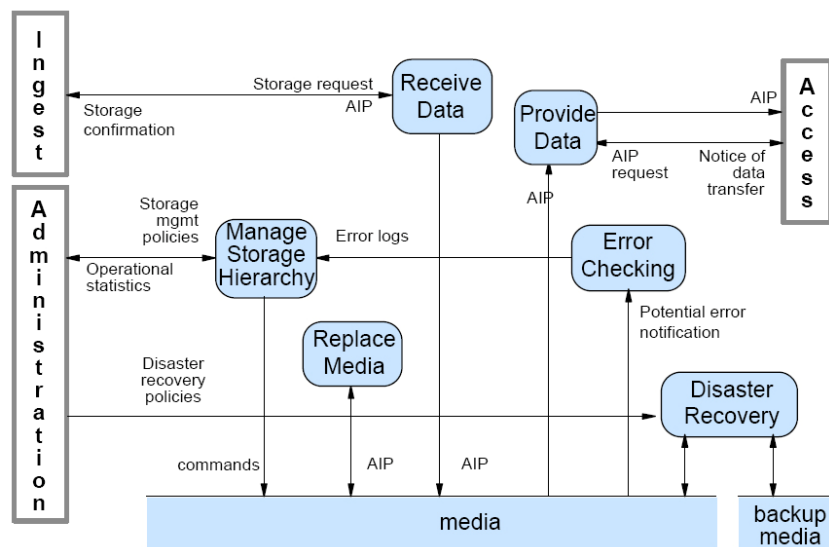 Ingest
Storage request
AIP
Storage
confirmation
Receive
Data
Provide
Data
AIP
Access
AIP
request
Notice of
data
transfer
AIP
Administration
Storage
mgmt
policies
Operational
statistics
Manage
Storage
Hierarchy
Error logs
Error
Checking
Potential error
notification
Replace
Media
Disaster
recovery
policies
Disaster
Recovery
commands
AIP
AIP
media
backup
media